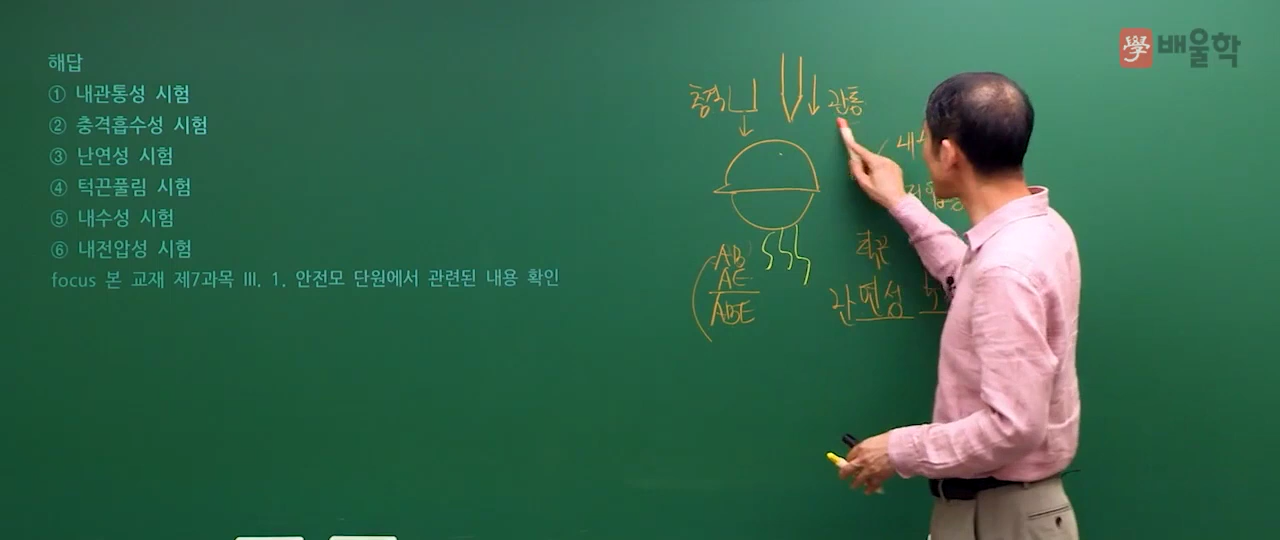 學 배울학
해답
① 내관통성 시험
② 충격흡수성 시험
③ 난연성 시험
④ 턱끈풀림 시험
⑤ 내수성 시험
⑥ 내전압성 시험
focus 본 교재 제7과목 III. 1. 안전모 단원에서 관련된 내용 확인
충격 관통
AB
AE
ABE